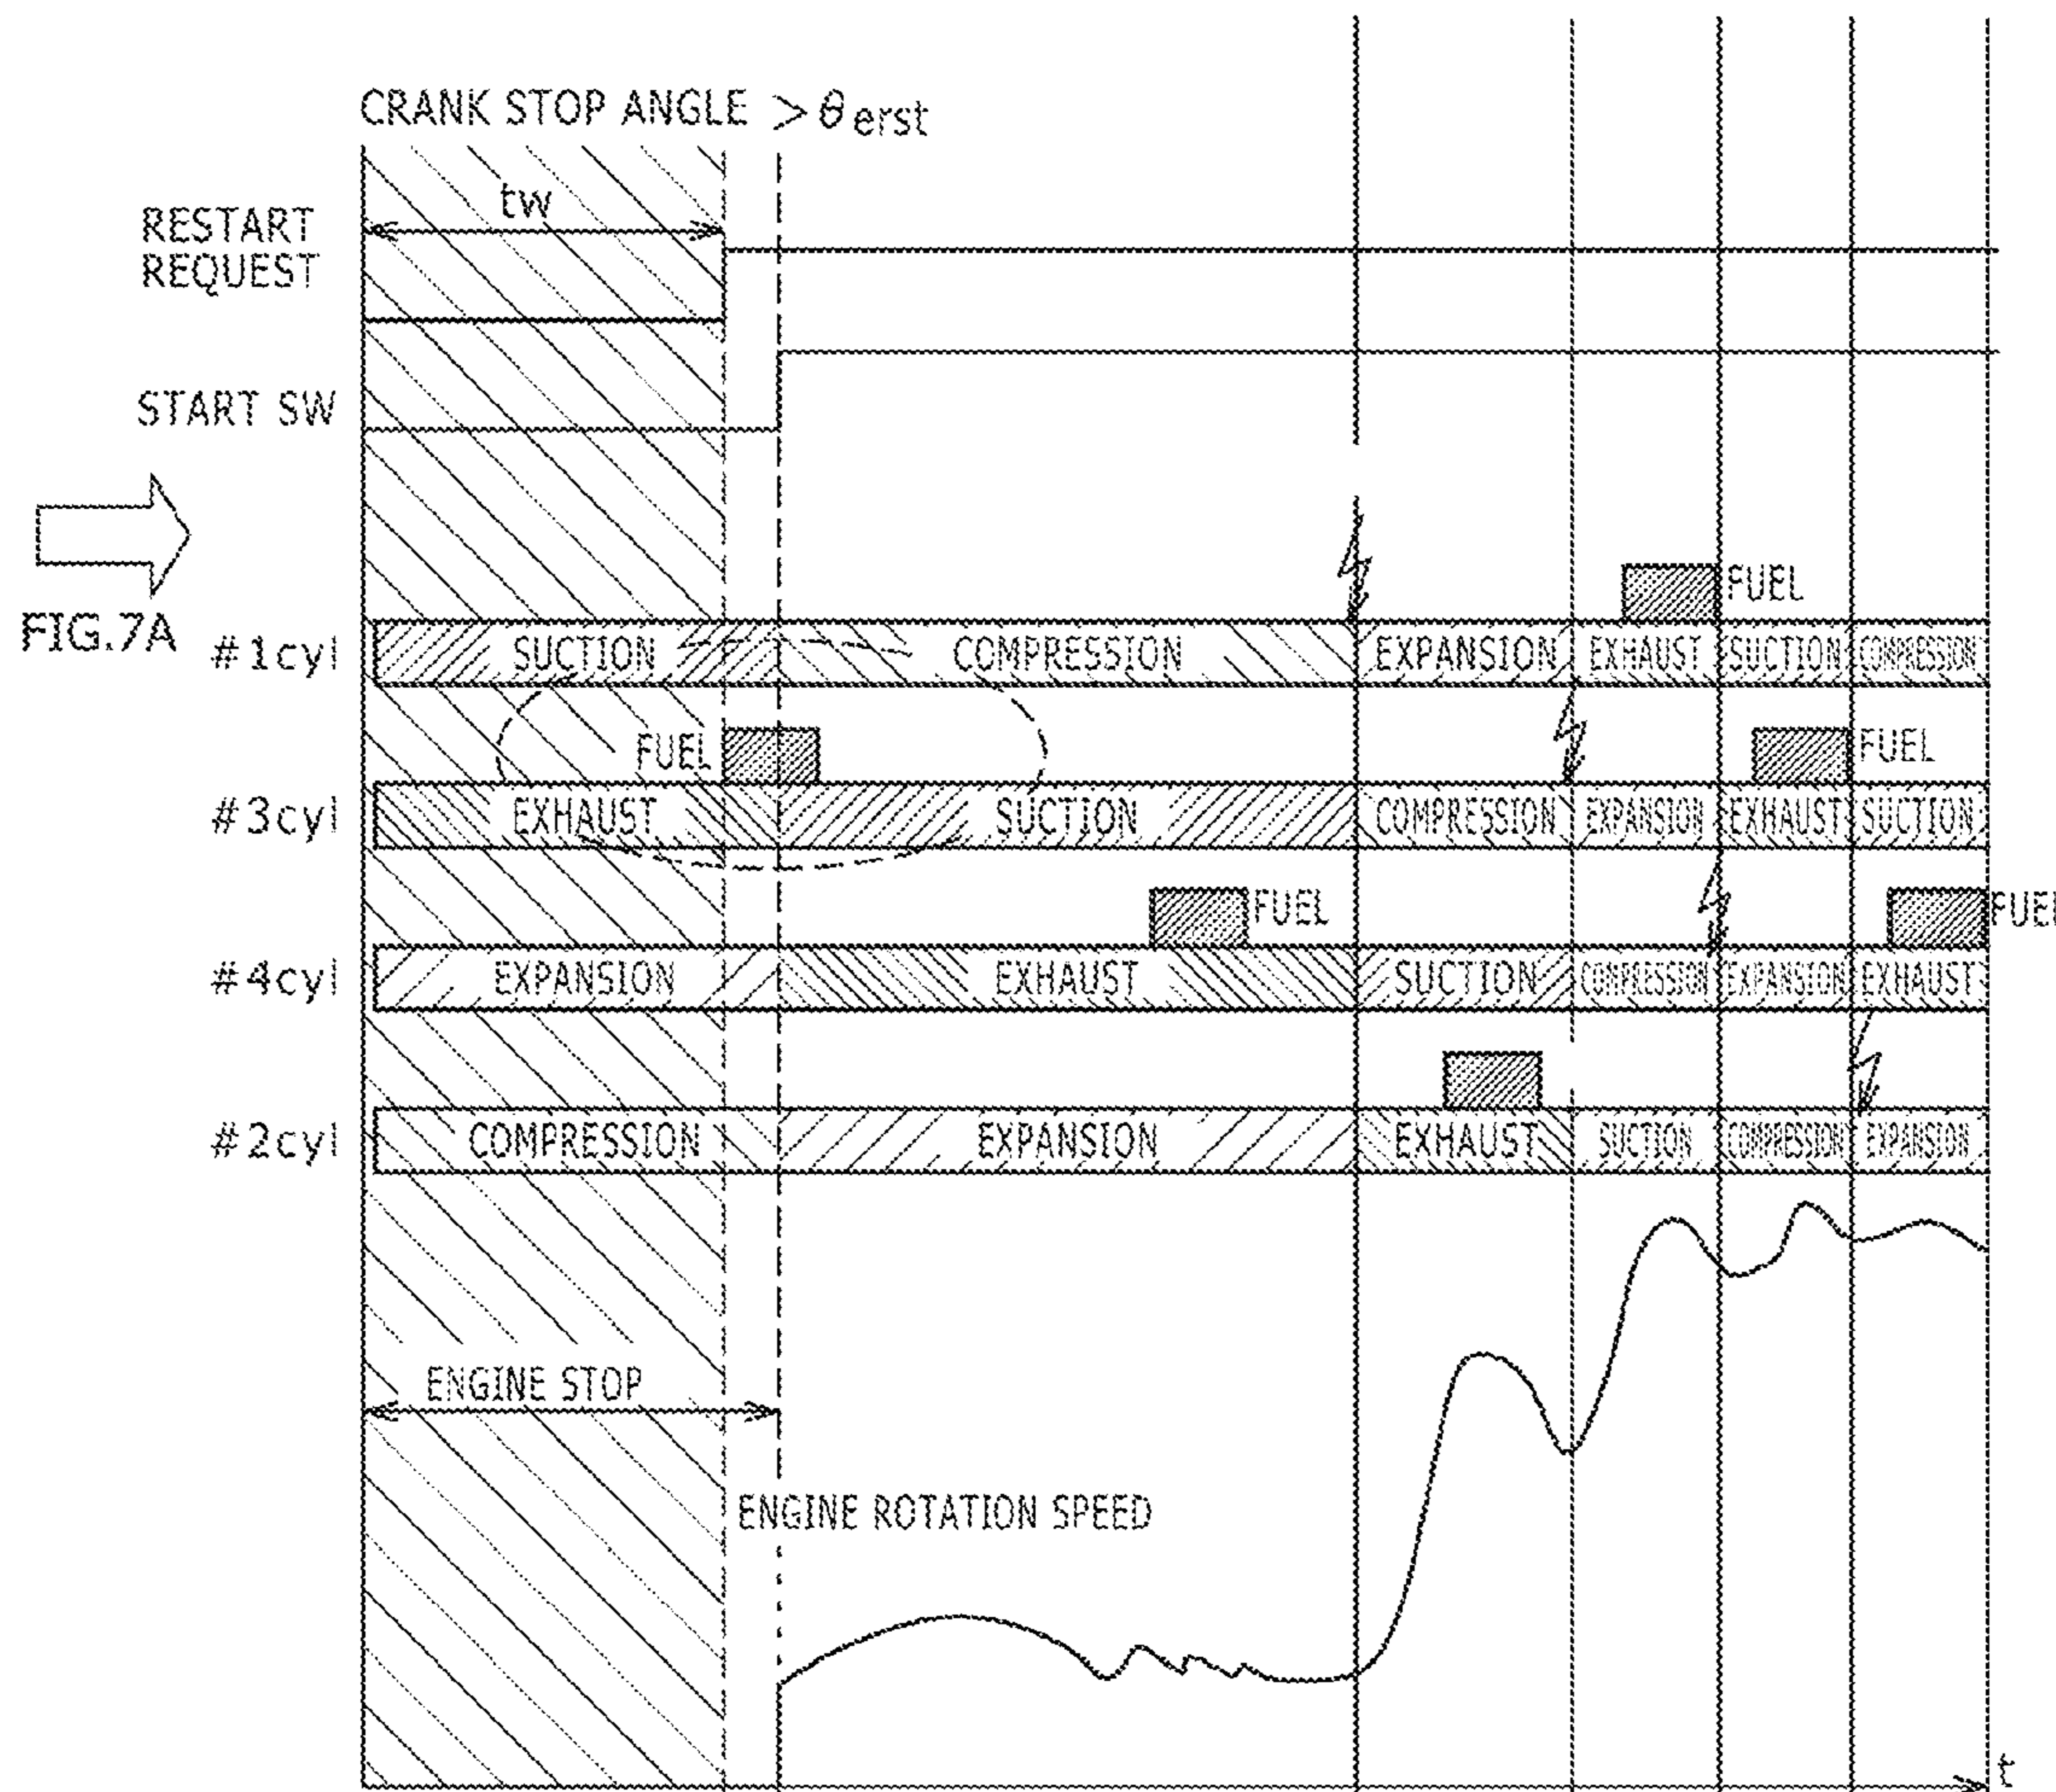 CRANK STOP ANGLE > θerst
tw
RESTART
REQUEST
START SW
FIG.7A
FUEL
#1cyl SUCTION COMPRESSION EXPANSION EXHAUST SUCTION COMPRESSION
FUEL FUEL
#3cyl EXHAUST SUCTION COMPRESSION EXPANSION EXHAUST SUCTION
FUEL FUEL
#4cyl EXPANSION EXHAUST SUCTION COMPRESSION EXPANSION EXHAUST
#2cyl COMPRESSION EXPANSION EXHAUST SUCTION COMPRESSION EXPANSION
ENGINE STOP
ENGINE ROTATION SPEED
t